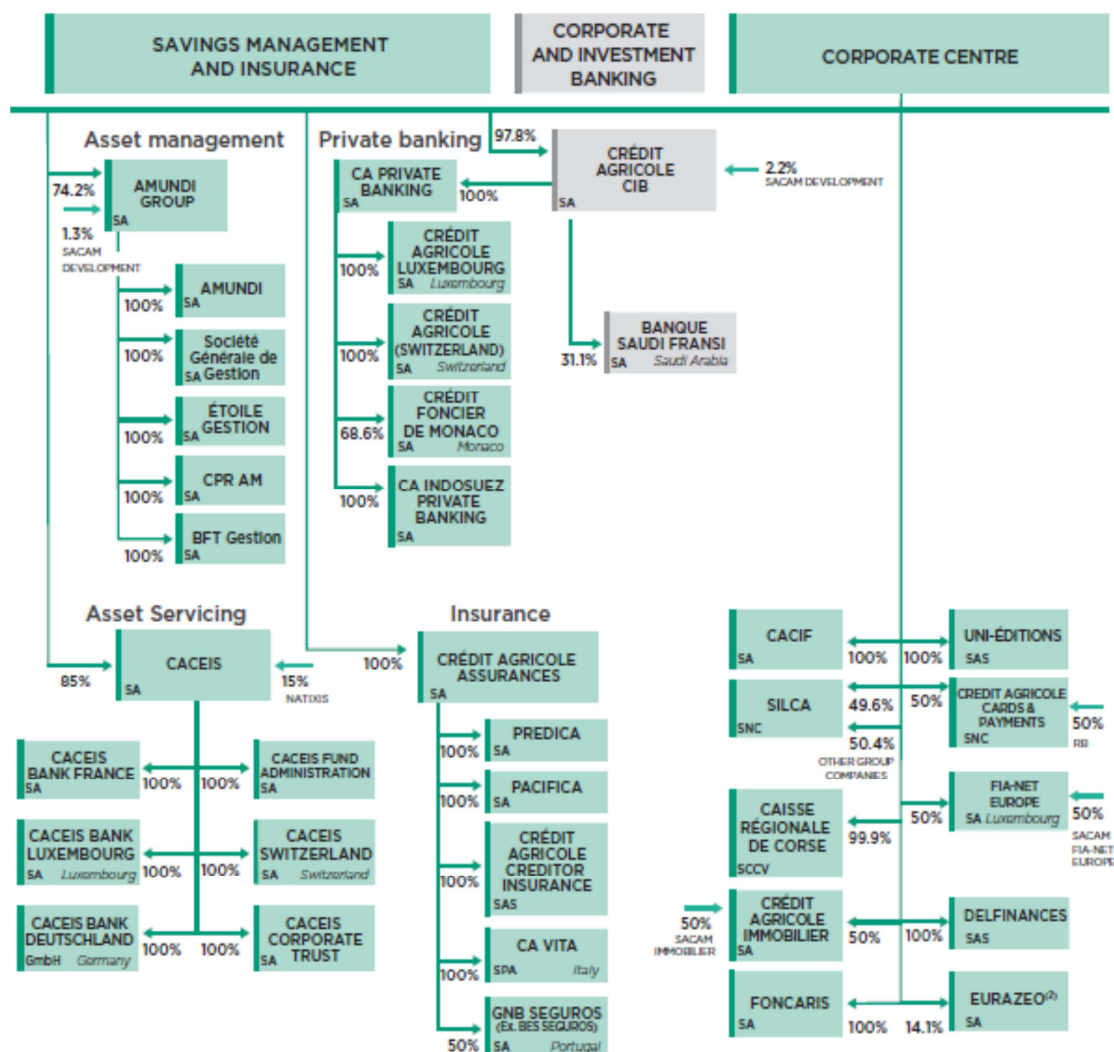 SAVINGS MANAGEMENT
AND INSURANCE
CORPORATE
AND INVESTMENT
BANKING
CORPORATE CENTRE
Asset management
74.2%
AMUNDI
GROUP
SA
1.3%
SACAM
DEVELOPMENT
100%
AMUNDI
SA
100%
Société
Générale de
SA Gestion
100%
ÉTOILE
GESTION
SA
100%
CPR AM
SA
100%
BFT Gestion
SA
Private banking
CA PRIVATE
BANKING
SA
100%
97.8%
CRÉDIT
AGRICOLE
CIB
SA
2.2%
SACAM DEVELOPMENT
100%
CRÉDIT
AGRICOLE
LUXEMBOURG
SA Luxembourg
100%
CRÉDIT
AGRICOLE
(SWITZERLAND)
SA Switzerland
68.6%
CRÉDIT
FONCIER
DE MONACO
SA Monaco
100%
CA INDOSUEZ
PRIVATE
BANKING
SA
31.1%
BANQUE
SAUDI FRANSI
SA Saudi Arabia
Asset Servicing
85%
CACEIS
SA
15%
NATIXIS
CACEIS
BANK FRANCE
SA
100%
100%
CACEIS FUND
ADMINISTRATION
SA
CACEIS BANK
LUXEMBOURG
SA Luxembourg
100%
100%
CACEIS
SWITZERLAND
SA Switzerland
CACEIS BANK
DEUTSCHLAND
GmbH Germany
100%
100%
CACEIS
CORPORATE
TRUST
SA
Insurance
100%
CRÉDIT AGRICOLE
ASSURANCES
SA
100%
PREDICA
SA
100%
PACIFICA
SA
100%
CRÉDIT
AGRICOLE
CREDITOR
INSURANCE
SAS
100%
CA VITA
SPA Italy
50%
GNB SEGUROS
(Ex. BES SEGUROS)
SA Portugal
CACIF
SA
100%
100%
UNI-ÉDITIONS
SAS
SILCA
SNC
49.6%
50.4%
OTHER GROUP
COMPANIES
50%
CREDIT AGRICOLE
CARDS &
PAYMENTS
SNC
50%
RB
CAISSE
RÉGIONALE
DE CORSE
SCCV
99.9%
50%
FIA-NET
EUROPE
SA Luxembourg
50%
SACAM
FIA-NET
EUROPE
50%
SACAM
IMMOBILIER
CRÉDIT
AGRICOLE
IMMOBILIER
SA
50%
100%
DELFINANCES
SAS
FONCARIS
SA
100%
14.1%
EURAZEO(2)
SA